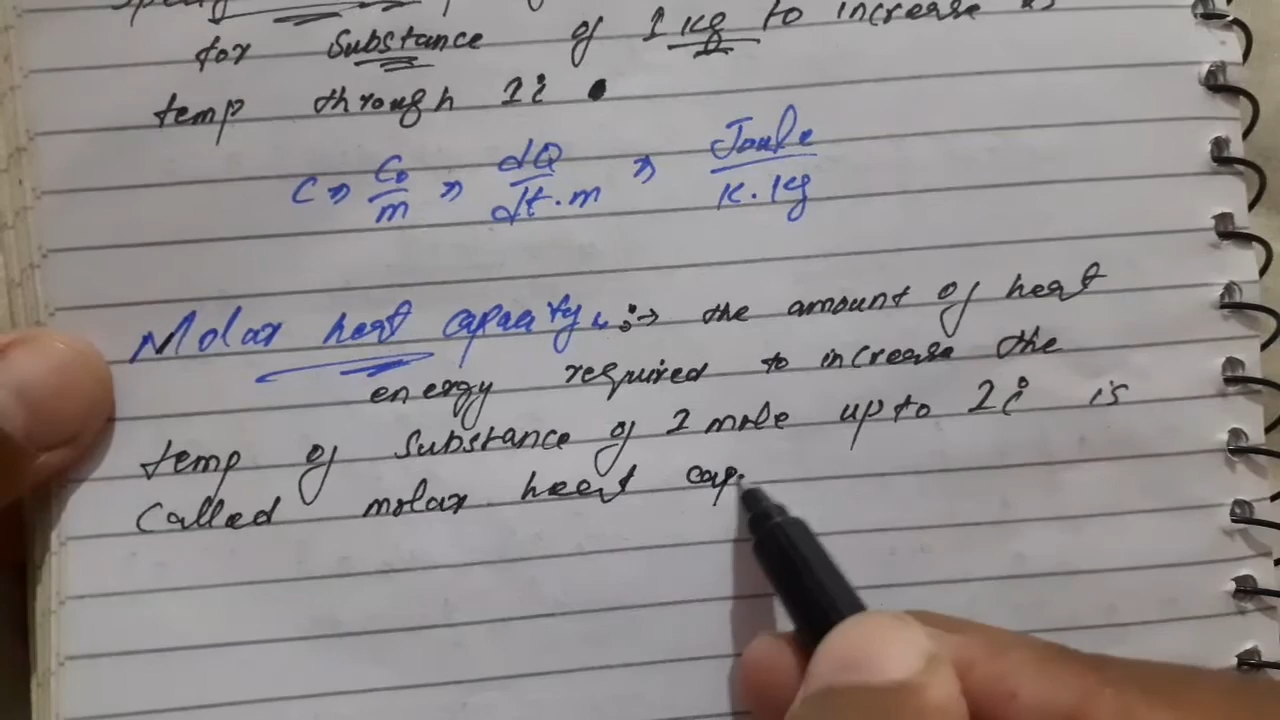 for substance of 1 kg to increase
temp through 1°c.
c ⇒ C₀/m ⇒ dQ/dt.m ⇒ Joule/K.kg
Molar heat capacity :→ the amount of heat
energy required to increase the
temp of substance of 1 mole up to 1°c is
called molar heat cap